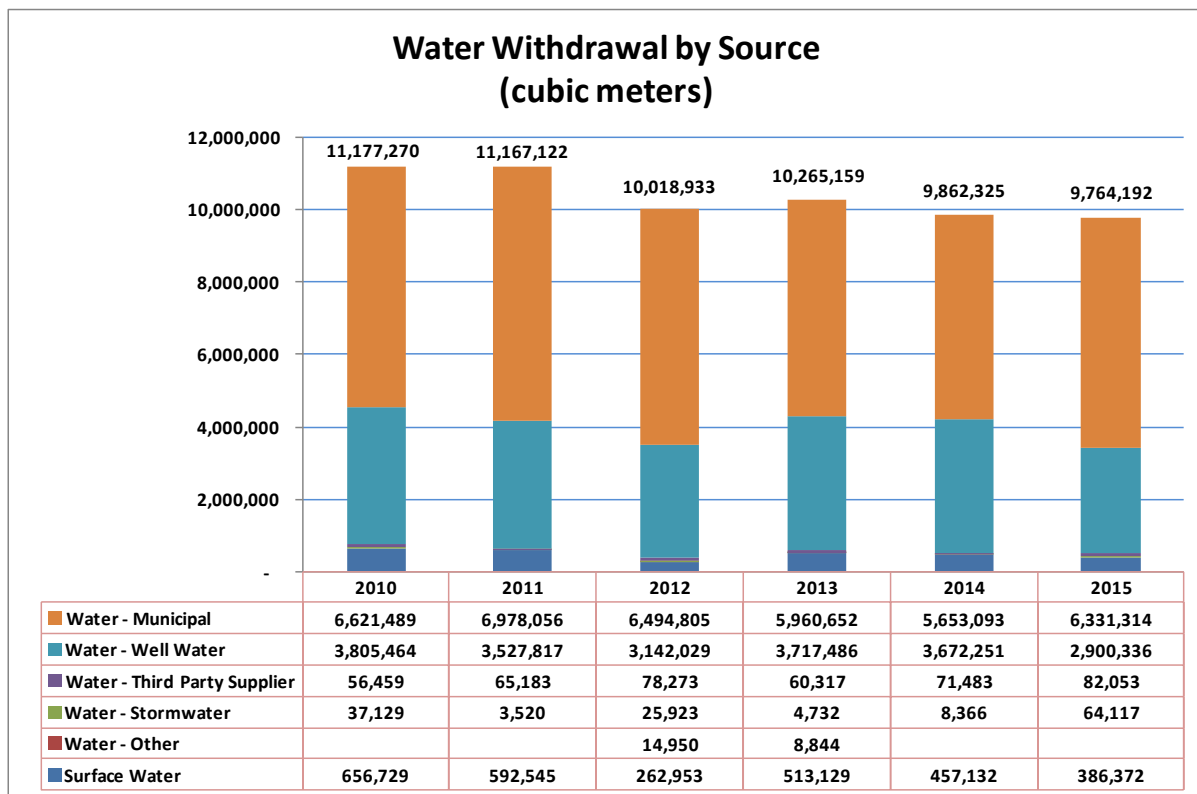 Water Withdrawal by Source
(cubic meters)
12,000,000
10,000,000
8,000,000
6,000,000
4,000,000
2,000,000
-
11,177,270 11,167,122 10,018,933 10,265,159 9,862,325 9,764,192
2010 2011 2012 2013 2014 2015
Water - Municipal 6,621,489 6,978,056 6,494,805 5,960,652 5,653,093 6,331,314
Water - Well Water 3,805,464 3,527,817 3,142,029 3,717,486 3,672,251 2,900,336
Water - Third Party Supplier 56,459 65,183 78,273 60,317 71,483 82,053
Water - Stormwater 37,129 3,520 25,923 4,732 8,366 64,117
Water - Other 14,950 8,844
Surface Water 656,729 592,545 262,953 513,129 457,132 386,372